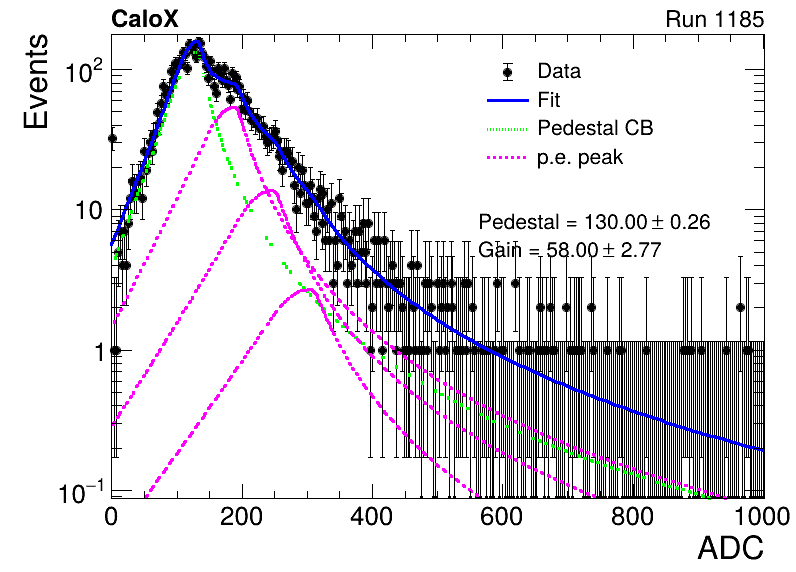 CaloX Run 1185
Events
10²
10
1
10⁻¹
Data
Fit
Pedestal CB
p.e. peak
Pedestal = 130.00 ± 0.26
Gain = 58.00 ± 2.77
0 200 400 600 800 1000
ADC